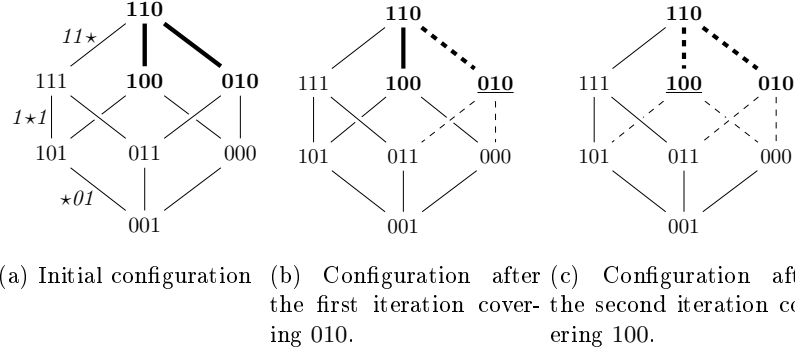 110 110 110
11⋆
111 100 010 111 100 010 111 100 010
1⋆1
101 011 000 101 011 000 101 011 000
⋆01
001 001 001
(a) Initial configuration (b) Configuration after (c) Configuration aft
the first iteration cover- the second iteration co
ing 010. ering 100.